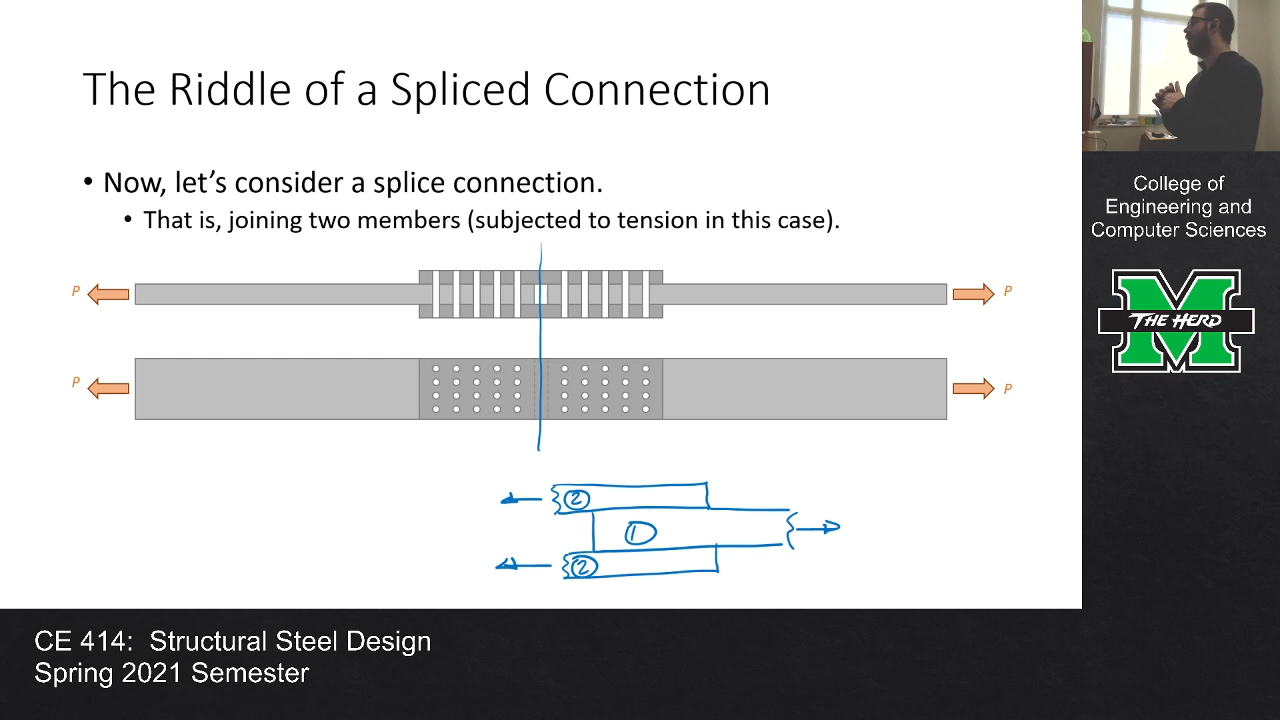 The Riddle of a Spliced Connection
• Now, let's consider a splice connection.
• That is, joining two members (subjected to tension in this case).
P
P
P
P
2
1
2
College of
Engineering and
Computer Sciences
THE HERD
CE 414: Structural Steel Design
Spring 2021 Semester